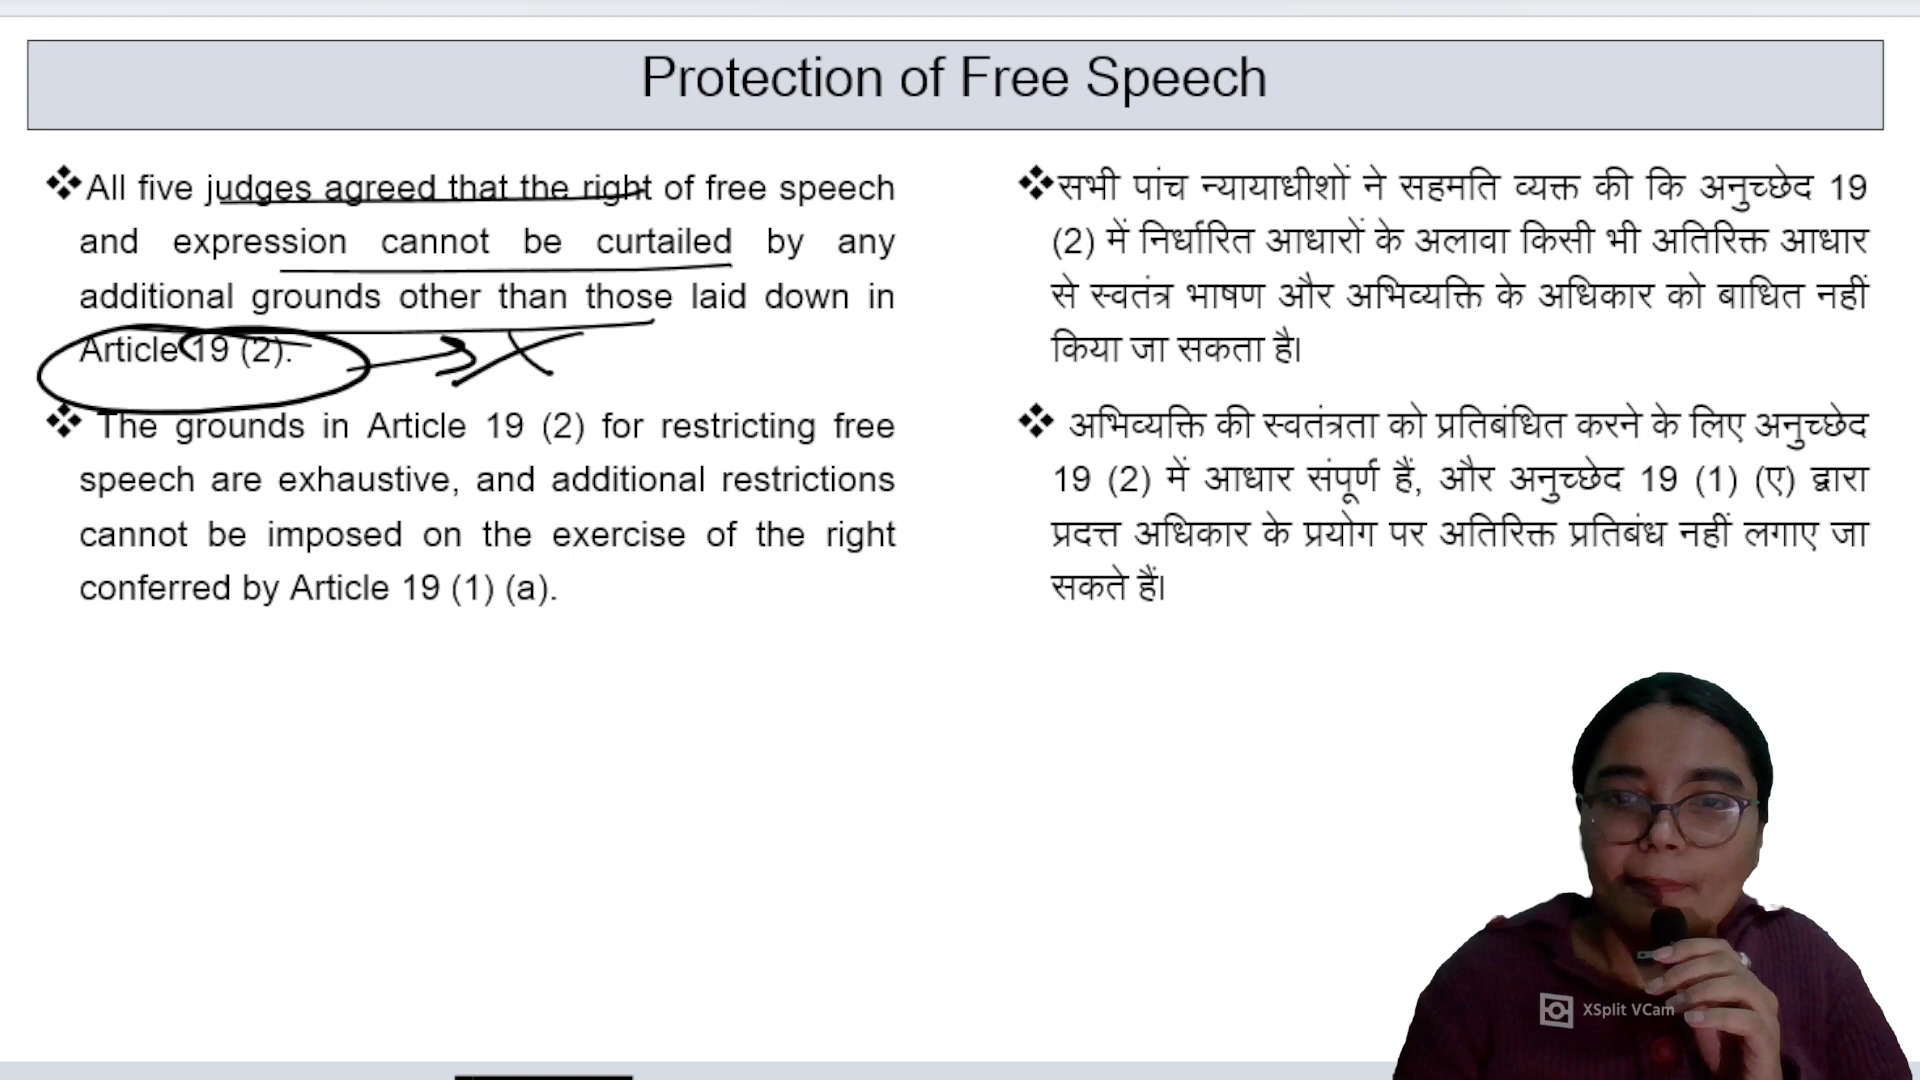 Protection of Free Speech
❖All five judges agreed that the right of free speech
and expression cannot be curtailed by any
additional grounds other than those laid down in
Article 19 (2).
❖ The grounds in Article 19 (2) for restricting free
speech are exhaustive, and additional restrictions
cannot be imposed on the exercise of the right
conferred by Article 19 (1) (a).
❖सभी पांच न्यायाधीशों ने सहमति व्यक्त की कि अनुच्छेद 19
(2) में निर्धारित आधारों के अलावा किसी भी अतिरिक्त आधार
से स्वतंत्र भाषण और अभिव्यक्ति के अधिकार को बाधित नहीं
किया जा सकता है।
❖ अभिव्यक्ति की स्वतंत्रता को प्रतिबंधित करने के लिए अनुच्छेद
19 (2) में आधार संपूर्ण हैं, और अनुच्छेद 19 (1) (ए) द्वारा
प्रदत्त अधिकार के प्रयोग पर अतिरिक्त प्रतिबंध नहीं लगाए जा
सकते हैं।
XSplit VCam